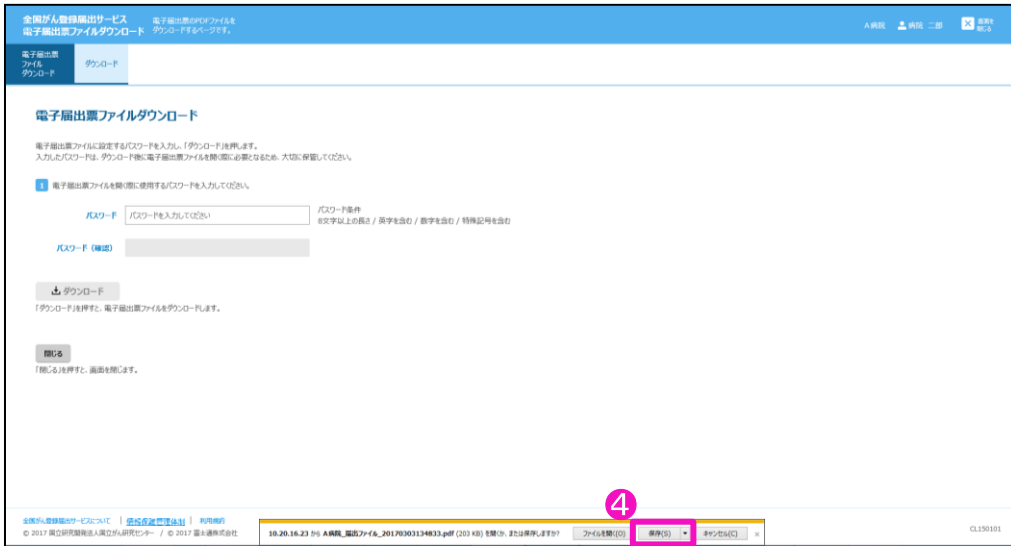 全国がん登録届出サービス
電子届出票ファイルダウンロード
電子届出票のPDFファイルを
ダウンロードするページです。
A病院 病院 二郎 画面を
閉じる
電子届出票
ファイル
ダウンロード
ダウンロード
電子届出票ファイルダウンロード
電子届出票ファイルに設定するパスワードを入力し、「ダウンロード」を押します。
入力したパスワードは、ダウンロード後に電子届出票ファイルを開く際に必要となるため、大切に保管してください。
1 電子届出票ファイルを開く際に使用するパスワードを入力してください。
パスワード パスワードを入力してください
パスワード条件
8文字以上の長さ / 英字を含む / 数字を含む / 特殊記号を含む
パスワード（確認）
ダウンロード
「ダウンロード」を押すと、電子届出票ファイルをダウンロードします。
閉じる
「閉じる」を押すと、画面を閉じます。
4
全国がん登録届出サービスについて | 情報保護管理体制 | 利用規約
© 2017 国立研究開発法人国立がん研究センター / © 2017 富士通株式会社
10.20.16.23 から A病院_届出ファイル_20170303134833.pdf (203 KB) を開くか、または保存しますか?
ファイルを開く(O) 保存(S) ▼ キャンセル(C) ×
CL150101